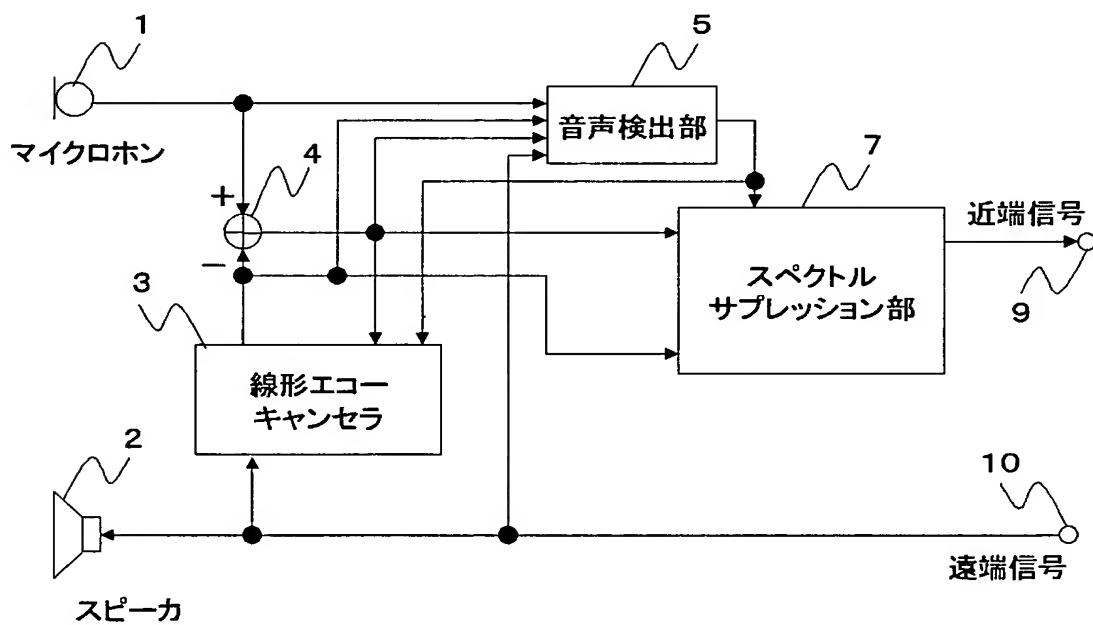 1
5
マイクロホン
音声検出部
4
7
+
近端信号
−
スペクトル
サプレッション部
3
9
線形エコー
キャンセラ
2
10
遠端信号
スピーカ